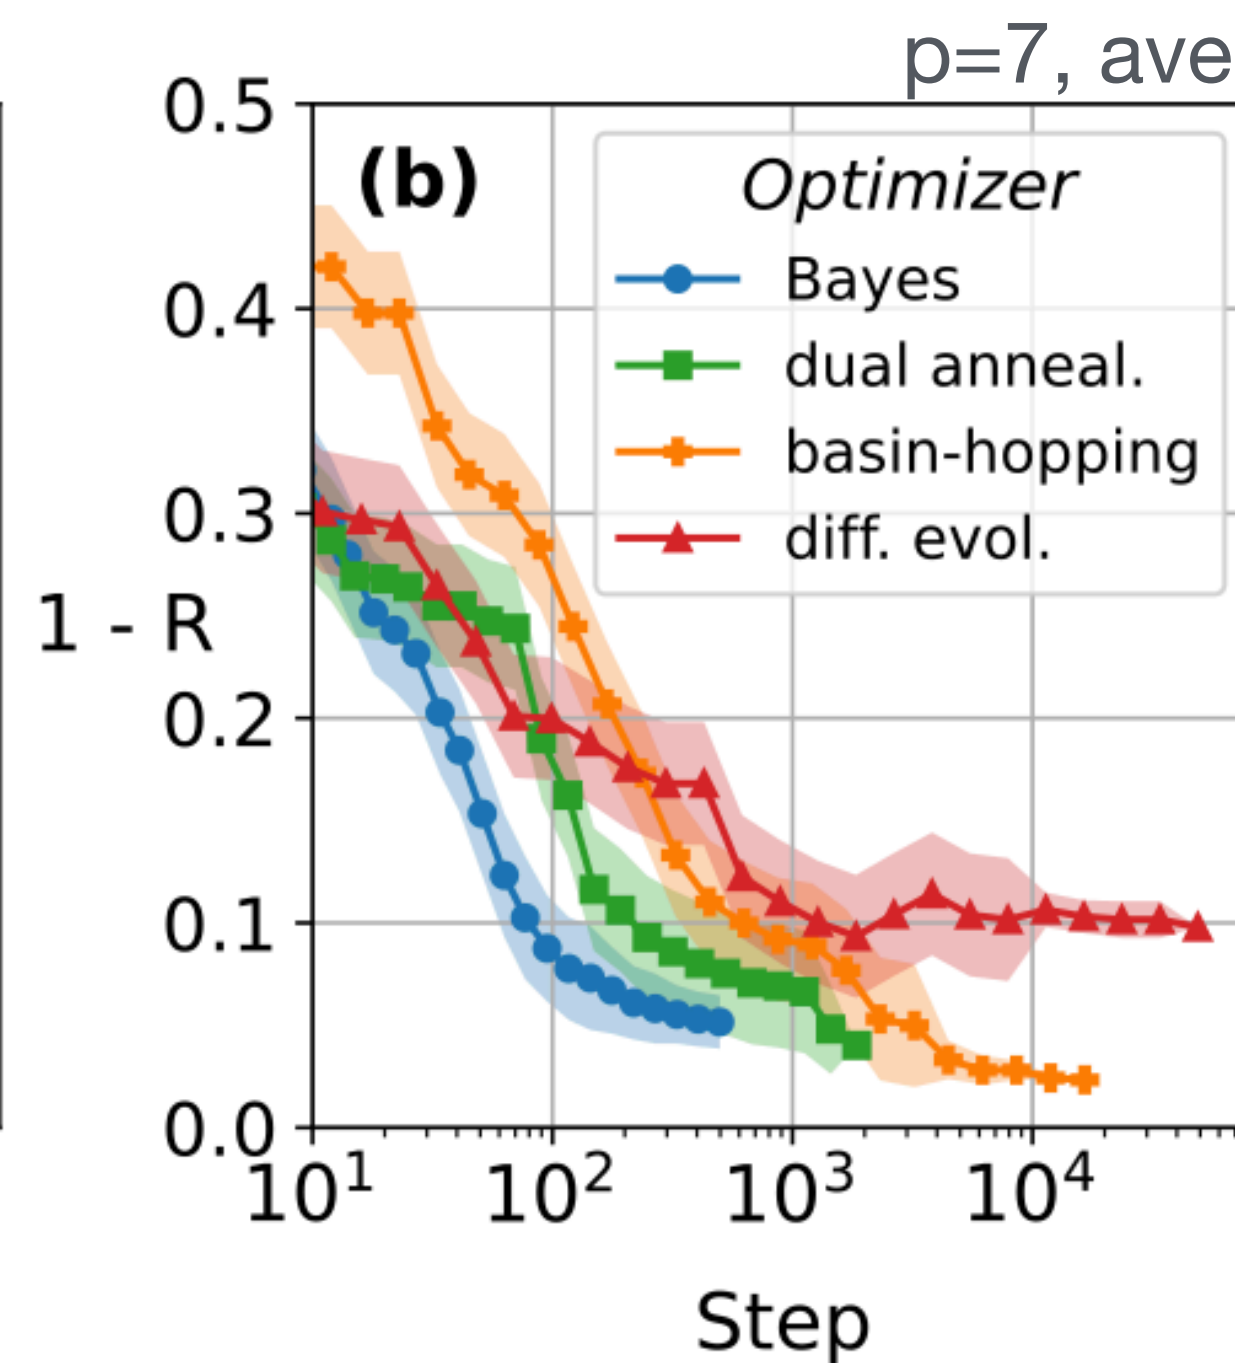 p=7, ave
0.5
(b)
Optimizer
Bayes
dual anneal.
basin-hopping
diff. evol.
0.4
0.3
1 - R
0.2
0.1
0.0
10¹ 10² 10³ 10⁴
Step